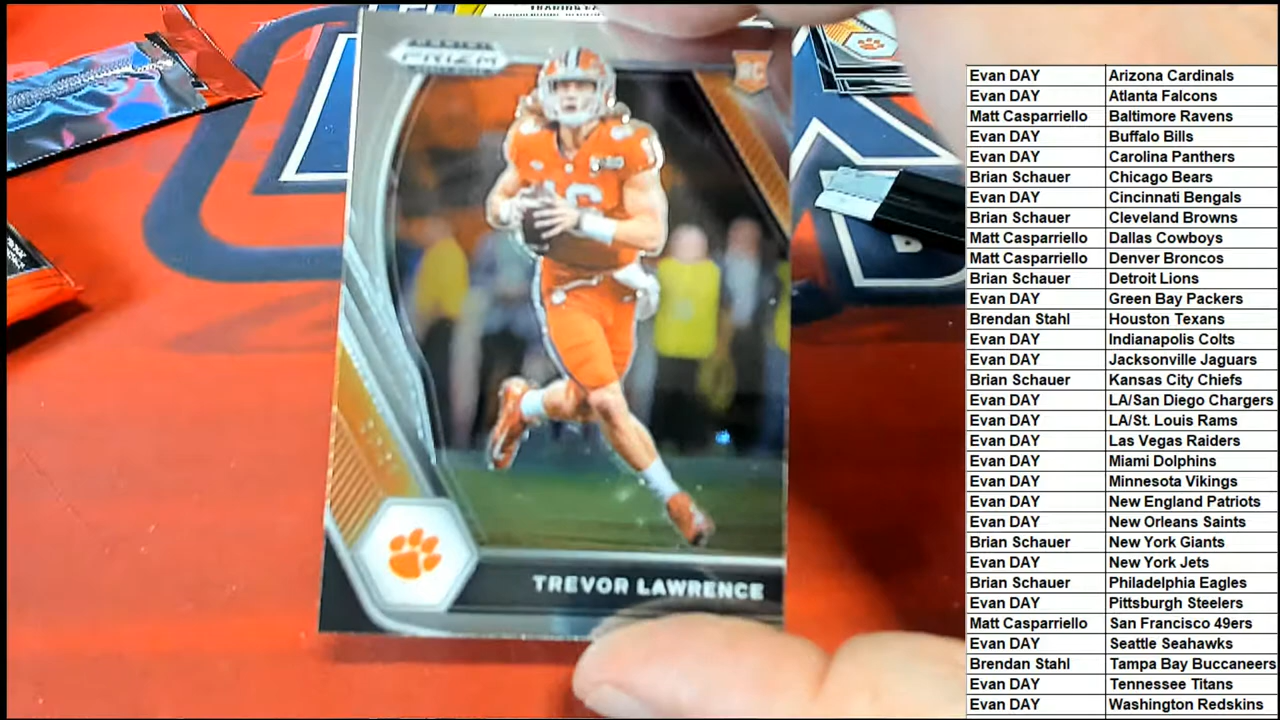 PRIZM
RC
16
TREVOR LAWRENCE
B
Evan DAY Arizona Cardinals
Evan DAY Atlanta Falcons
Matt Casparriello Baltimore Ravens
Evan DAY Buffalo Bills
Evan DAY Carolina Panthers
Brian Schauer Chicago Bears
Evan DAY Cincinnati Bengals
Brian Schauer Cleveland Browns
Matt Casparriello Dallas Cowboys
Matt Casparriello Denver Broncos
Brian Schauer Detroit Lions
Evan DAY Green Bay Packers
Brendan Stahl Houston Texans
Evan DAY Indianapolis Colts
Evan DAY Jacksonville Jaguars
Brian Schauer Kansas City Chiefs
Evan DAY LA/San Diego Chargers
Evan DAY LA/St. Louis Rams
Evan DAY Las Vegas Raiders
Evan DAY Miami Dolphins
Evan DAY Minnesota Vikings
Evan DAY New England Patriots
Evan DAY New Orleans Saints
Brian Schauer New York Giants
Evan DAY New York Jets
Brian Schauer Philadelphia Eagles
Evan DAY Pittsburgh Steelers
Matt Casparriello San Francisco 49ers
Evan DAY Seattle Seahawks
Brendan Stahl Tampa Bay Buccaneers
Evan DAY Tennessee Titans
Evan DAY Washington Redskins